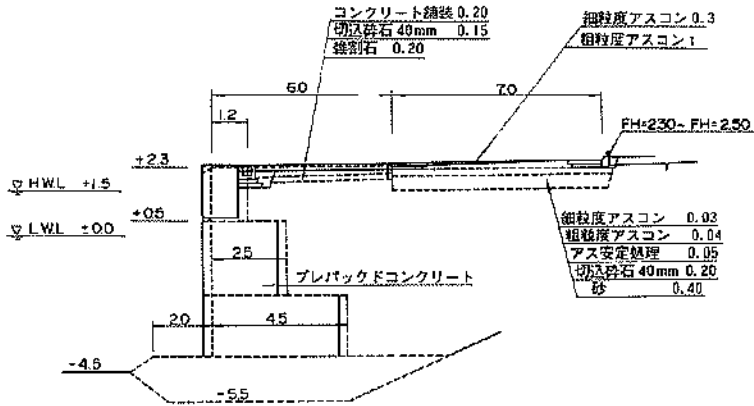 コンクリート舗装 0.20
切込砕石 40mm 0.15
雑割石 0.20
細粒度アスコン 0.3
粗粒度アスコン 1
6.0
7.0
1.2
FH=2.30~FH=2.50
+2.3
H.W.L +1.5
+0.5
L.W.L ±0.0
細粒度アスコン 0.03
粗粒度アスコン 0.04
アス安定処理 0.05
切込砕石 40mm 0.20
砂 0.40
2.5
プレパックドコンクリート
2.0
4.5
-4.5
-5.5